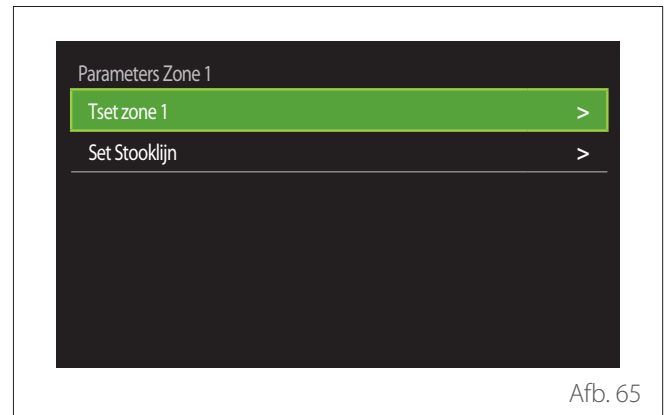 Parameters Zone 1
Tset zone 1 >
Set Stooklijn >
Afb. 65